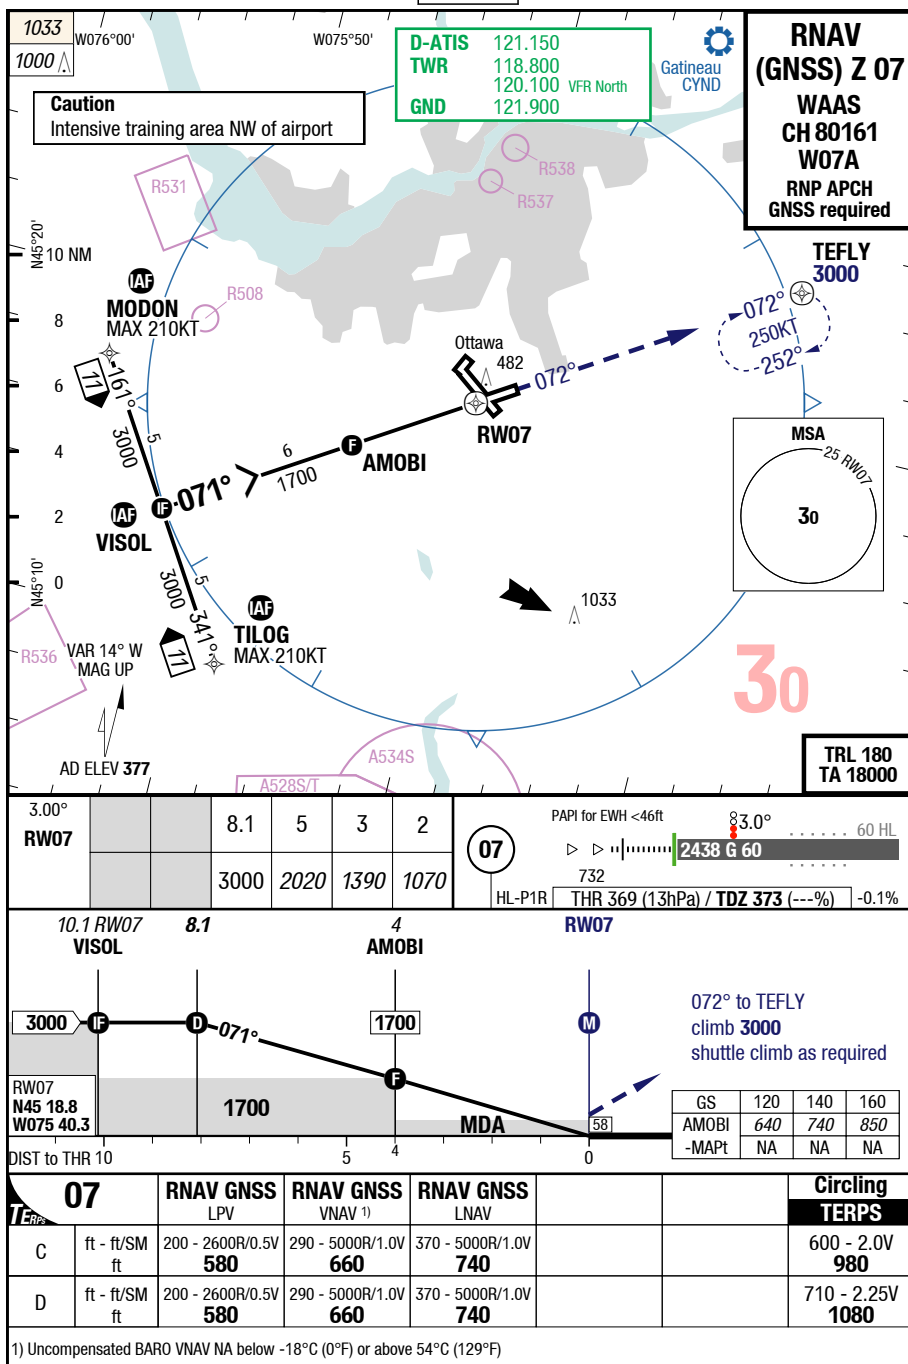 1033
1000
W076°00'
W075°50'
D-ATIS 121.150
TWR 118.800
120.100 VFR North
GND 121.900
Gatineau
CYND
RNAV
(GNSS) Z 07
WAAS
CH 80161
W07A
RNP APCH
GNSS required
Caution
Intensive training area NW of airport
R531
R538
R537
N45°20'
10 NM
TEFLY
3000
IAF
MODON
MAX 210KT
R508
8
072°
250KT
252°
Ottawa
482
11
161°
6
072°
RW07
3000
5
4
6
1700
F
AMOBI
MSA
25 RW07
30
IAF
IF
071°
VISOL
2
N45°10'
0
3000
5
341°
IAF
TILOG
MAX 210KT
11
1033
R536
VAR 14° W
MAG UP
30
AD ELEV 377
A534S
A528S/T
TRL 180
TA 18000
3.00°
RW07
8.1 5 3 2
3000 2020 1390 1070
07
PAPI for EWH <46ft
3.0°
60 HL
2438 G 60
732
HL-P1R
THR 369 (13hPa) / TDZ 373 (---%)
-0.1%
10.1 RW07 8.1 4 RW07
VISOL AMOBI
3000
IF
D
071°
1700
M
072° to TEFLY
climb 3000
shuttle climb as required
F
RW07
N45 18.8
W075 40.3
1700
MDA
58
GS 120 140 160
AMOBI 640 740 850
-MAPt NA NA NA
DIST to THR 10 5 4 0
TERPS
07
RNAV GNSS
LPV
RNAV GNSS
VNAV 1)
RNAV GNSS
LNAV
Circling
TERPS
C ft - ft/SM 200 - 2600R/0.5V 290 - 5000R/1.0V 370 - 5000R/1.0V 600 - 2.0V
ft 580 660 740 980
D ft - ft/SM 200 - 2600R/0.5V 290 - 5000R/1.0V 370 - 5000R/1.0V 710 - 2.25V
ft 580 660 740 1080
1) Uncompensated BARO VNAV NA below -18°C (0°F) or above 54°C (129°F)